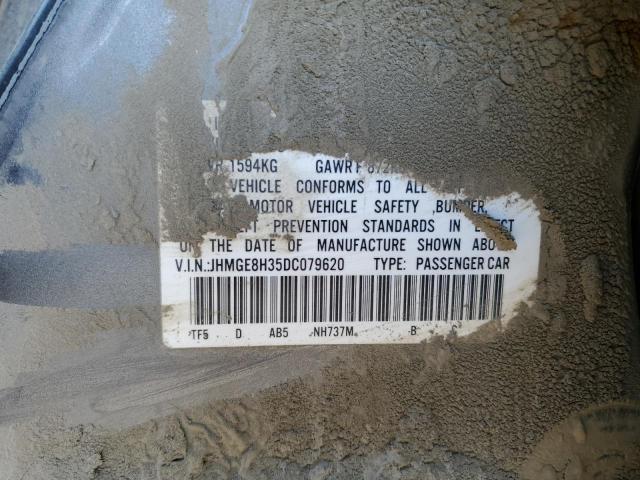 1594KG GAWR F
VEHICLE CONFORMS TO ALL
MOTOR VEHICLE SAFETY ,BUMPER,
PREVENTION STANDARDS IN
THE DATE OF MANUFACTURE SHOWN
V.I.N.:JHMGE8H35DC079620 TYPE: PASSENGER CAR
TF5 D AB5 NH737M B